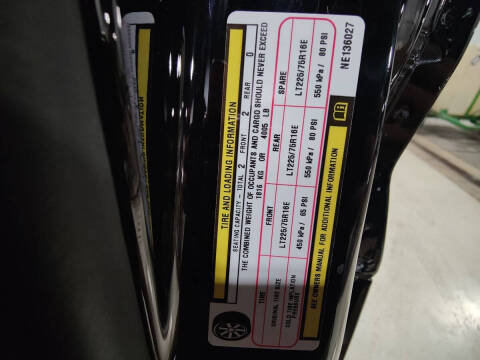 TIRE AND LOADING INFORMATION
SEATING CAPACITY - TOTAL 2 FRONT 2 REAR 0
THE COMBINED WEIGHT OF OCCUPANTS AND CARGO SHOULD NEVER EXCEED
1816 KG OR 4005 LB
TIRE FRONT REAR SPARE
ORIGINAL TIRE SIZE LT225/75R16E LT225/75R16E LT225/75R16E
COLD TIRE INFLATION PRESSURE 450 kPa / 65 PSI 550 kPa / 80 PSI 550 kPa / 80 PSI
SEE OWNERS MANUAL FOR ADDITIONAL INFORMATION
NE136027